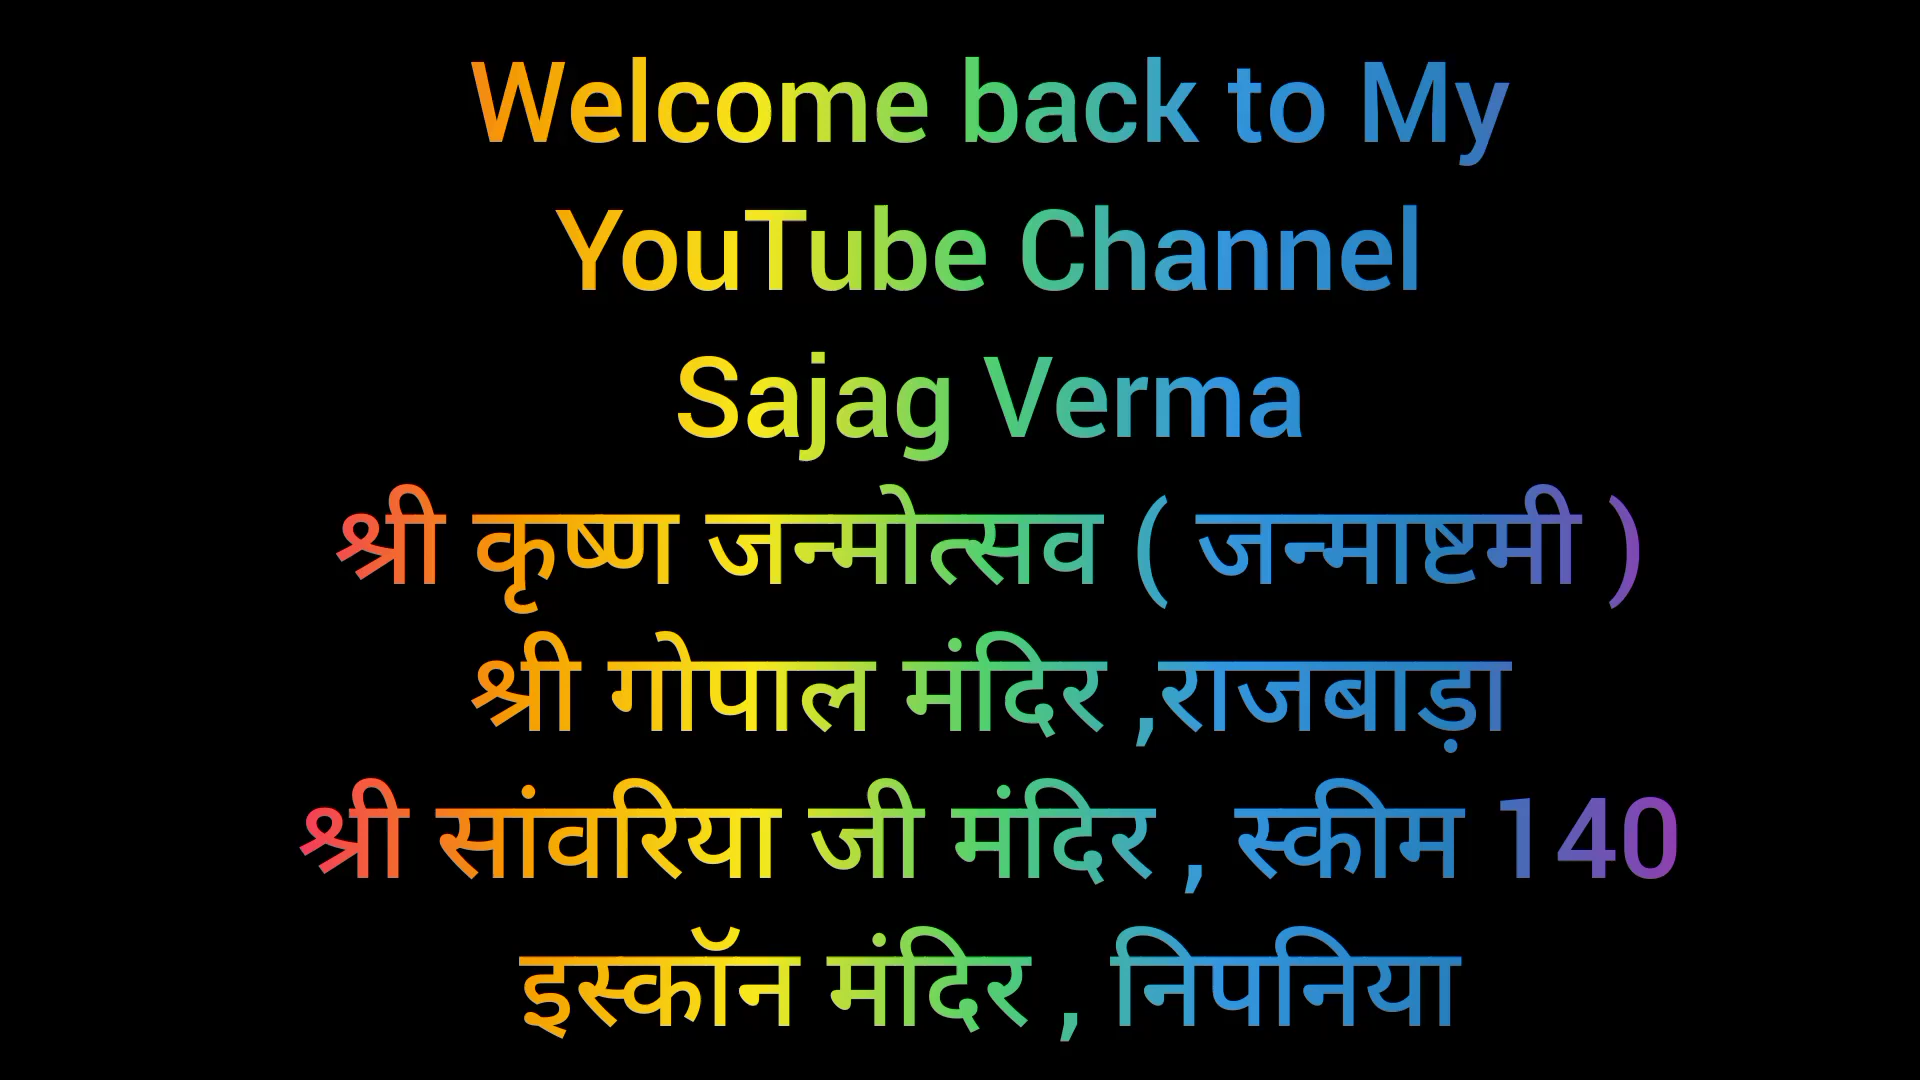 Welcome back to My
YouTube Channel
Sajag Verma
श्री कृष्ण जन्मोत्सव ( जन्माष्टमी )
श्री गोपाल मंदिर ,राजबाड़ा
श्री सांवरिया जी मंदिर , स्कीम 140
इस्कॉन मंदिर , निपनिया